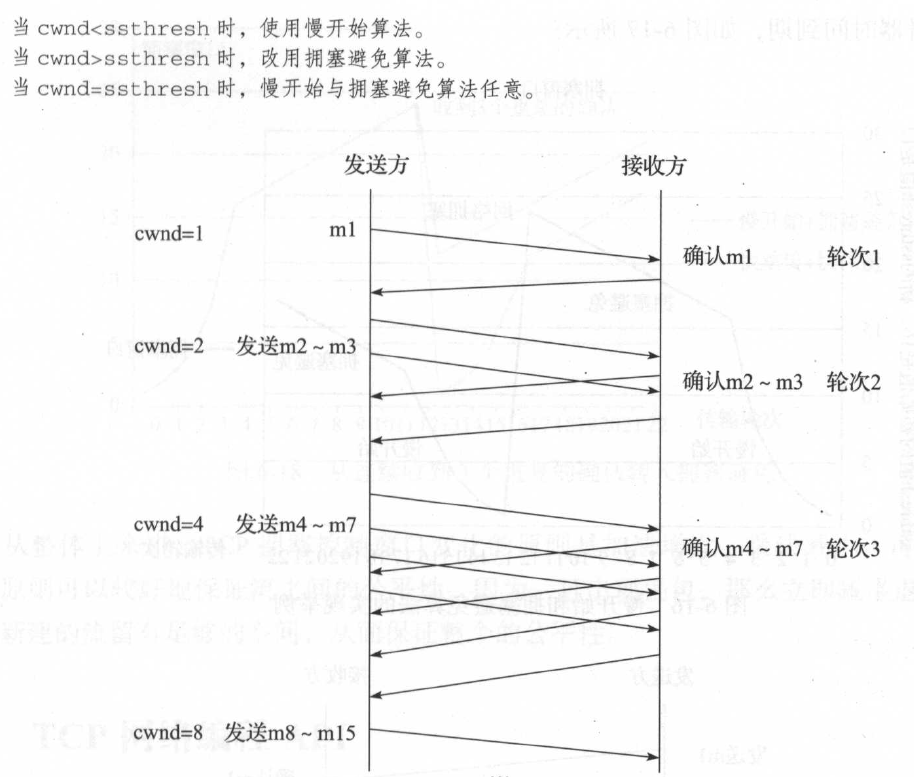 当 cwnd<ssthresh 时，使用慢开始算法。
当 cwnd>ssthresh 时，改用拥塞避免算法。
当 cwnd=ssthresh 时，慢开始与拥塞避免算法任意。
发送方 接收方
cwnd=1 m1
确认m1 轮次1
cwnd=2 发送m2～m3
确认m2～m3 轮次2
cwnd=4 发送m4～m7
确认m4～m7 轮次3
cwnd=8 发送m8～m15